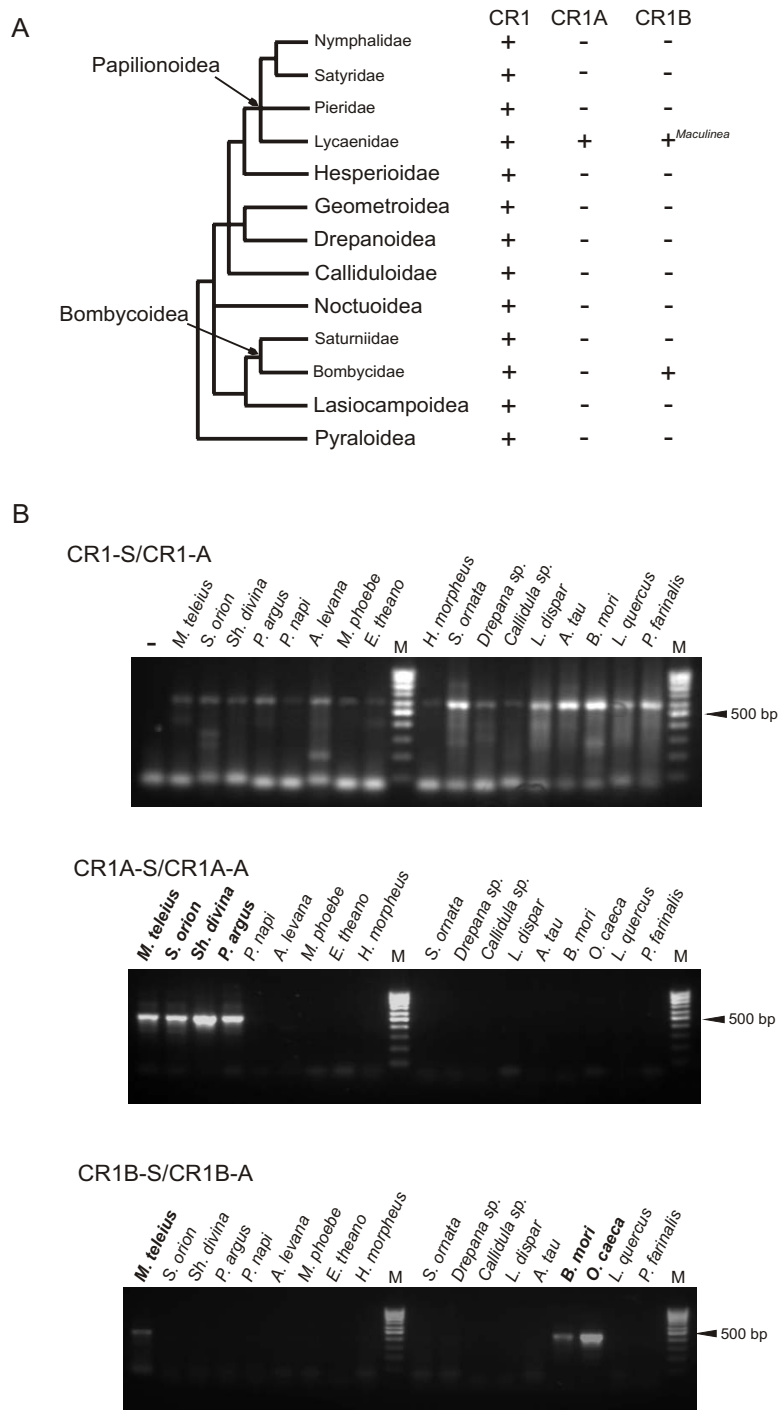 A
CR1 CR1A CR1B
Papilionoidea
Nymphalidae + - -
Satyridae + - -
Pieridae + - -
Lycaenidae + + +Maculinea
Hesperioidae + - -
Geometroidea + - -
Drepanoidea + - -
Calliduloidae + - -
Noctuoidea + - -
Bombycoidea
Saturniidae + - -
Bombycidae + - +
Lasiocampoidea + - -
Pyraloidea + - -
B
CR1-S/CR1-A
- M. teleius S. orion Sh. divina P. argus P. napi A. levana M. phoebe E. theano M H. morpheus S. ornata Drepana sp. Callidula sp. L. dispar A. tau B. mori L. quercus P. farinalis M
500 bp
CR1A-S/CR1A-A
M. teleius S. orion Sh. divina P. argus P. napi A. levana M. phoebe E. theano H. morpheus M S. ornata Drepana sp. Callidula sp. L. dispar A. tau B. mori O. caeca L. quercus P. farinalis M
500 bp
CR1B-S/CR1B-A
M. teleius S. orion Sh. divina P. argus P. napi A. levana M. phoebe E. theano H. morpheus M S. ornata Drepana sp. Callidula sp. L. dispar A. tau B. mori O. caeca L. quercus P. farinalis M
500 bp